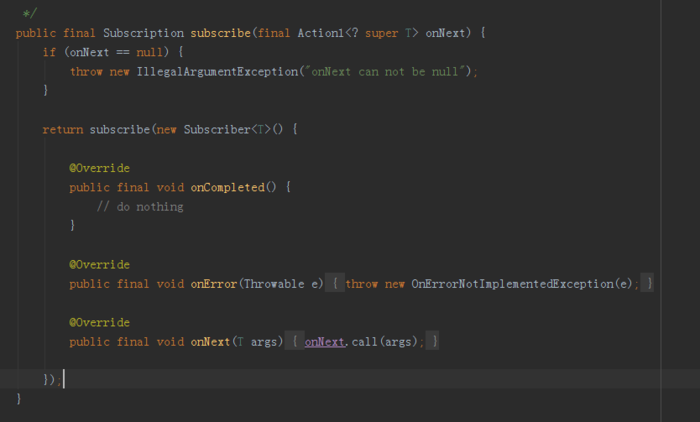 */
public final Subscription subscribe(final Action1<? super T> onNext) {
if (onNext == null) {
throw new IllegalArgumentException("onNext can not be null");
}
return subscribe(new Subscriber<T>() {
@Override
public final void onCompleted() {
// do nothing
}
@Override
public final void onError(Throwable e) { throw new OnErrorNotImplementedException(e); }
@Override
public final void onNext(T args) { onNext.call(args); }
});
}